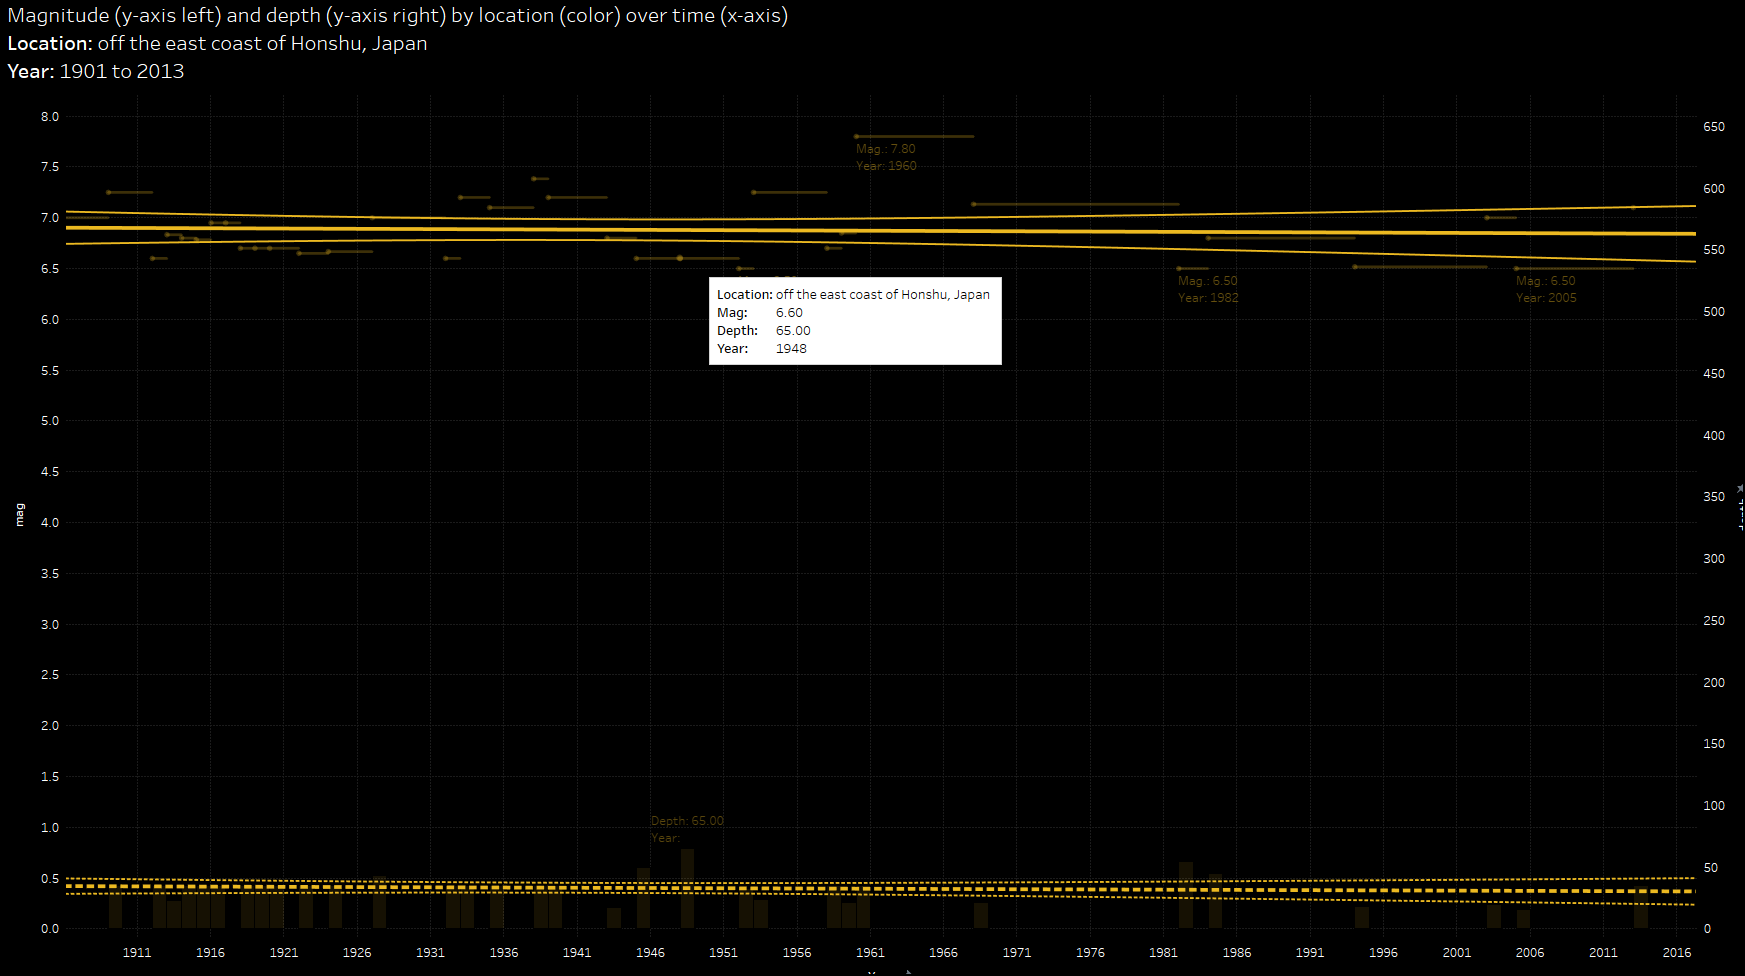 Magnitude (y-axis left) and depth (y-axis right) by location (color) over time (x-axis)
Location: off the east coast of Honshu, Japan
Year: 1901 to 2013
8.0
7.5
7.0
6.5
6.0
5.5
5.0
4.5
4.0
3.5
3.0
2.5
2.0
1.5
1.0
0.5
0.0
mag
Mag.: 7.80
Year: 1960
Mag.: 6.50
Year: 1982
Mag.: 6.50
Year: 2005
Location: off the east coast of Honshu, Japan
Mag: 6.60
Depth: 65.00
Year: 1948
Depth: 65.00
Year:
650
600
550
500
450
400
350
300
250
200
150
100
50
0
1911 1916 1921 1926 1931 1936 1941 1946 1951 1956 1961 1966 1971 1976 1981 1986 1991 1996 2001 2006 2011 2016